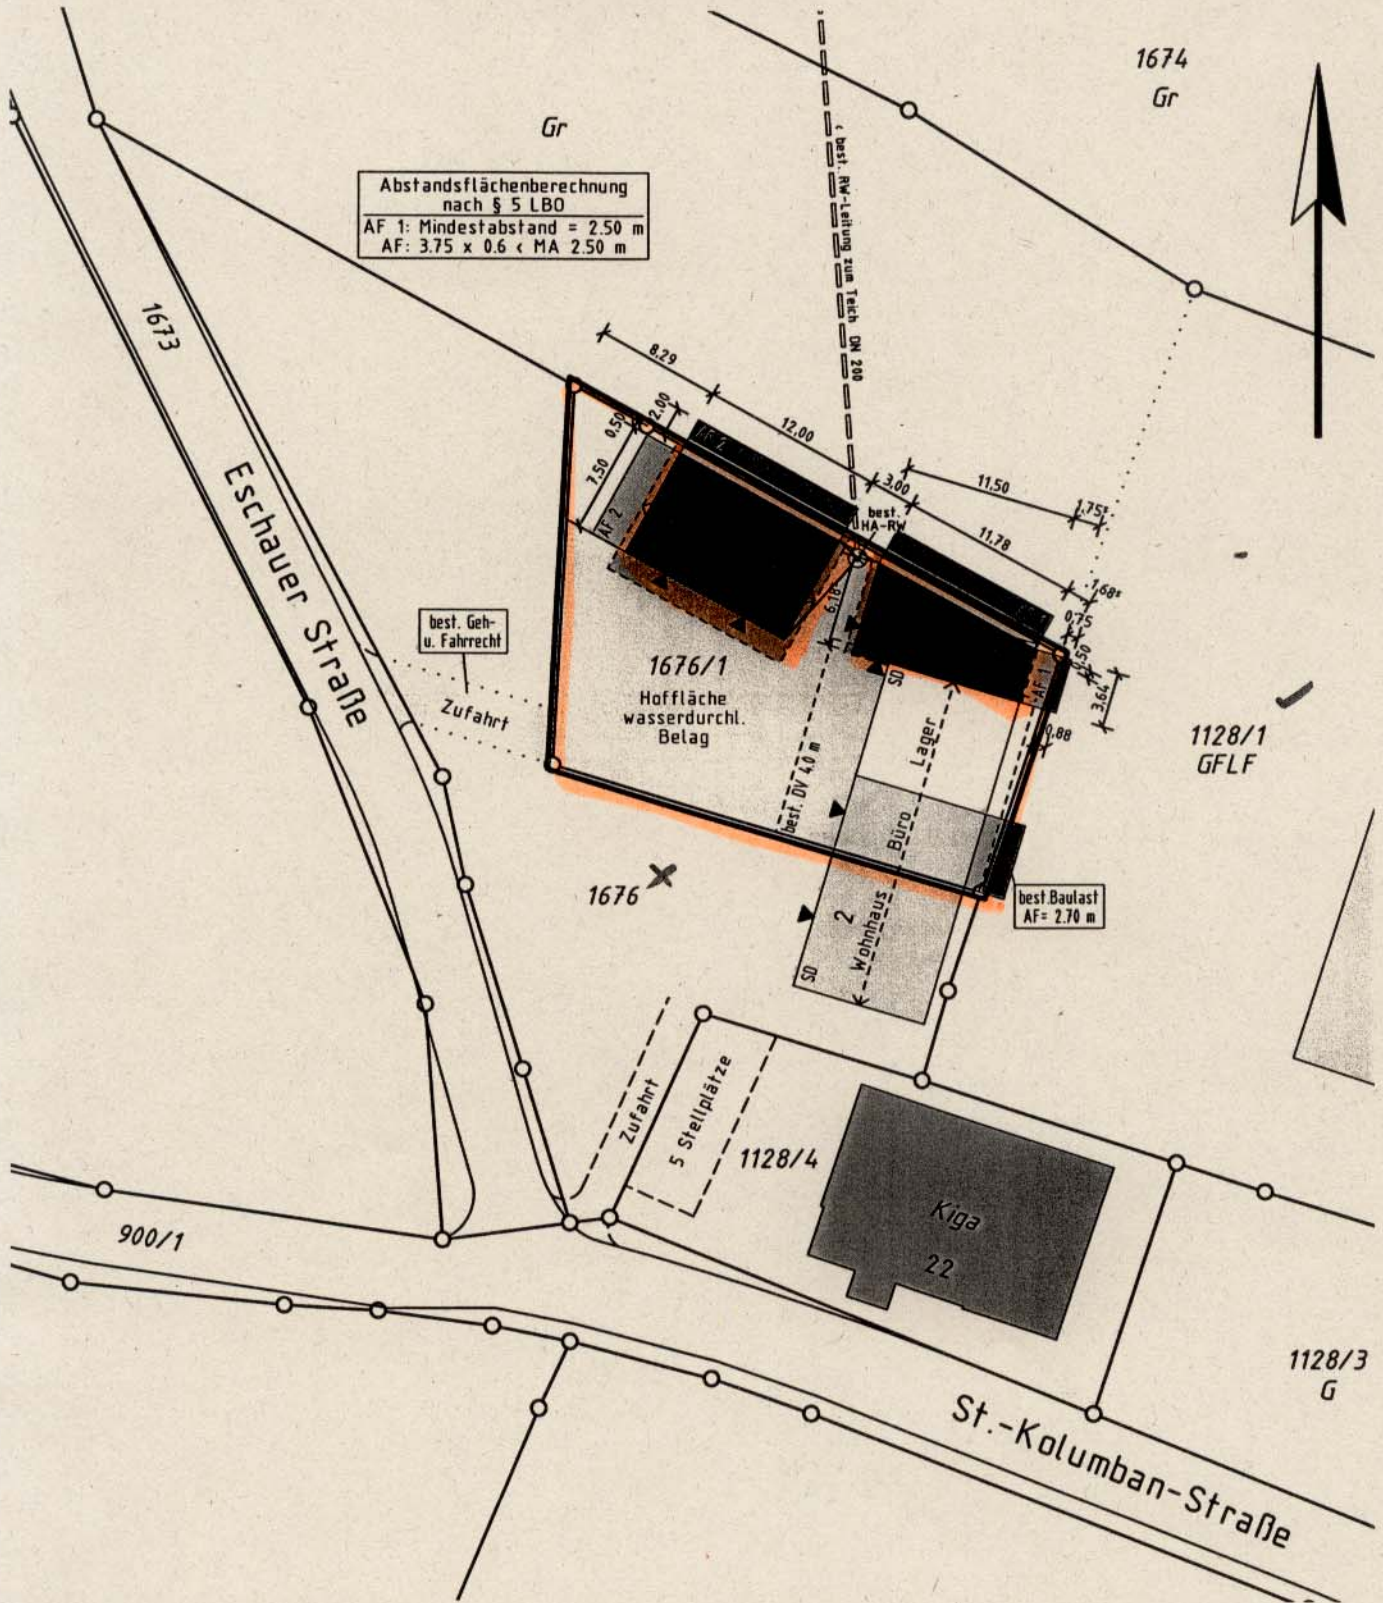 1674
Gr
Gr
Abstandsflächenberechnung
nach § 5 LBO
AF 1: Mindestabstand = 2.50 m
AF: 3.75 x 0.6 < MA 2.50 m
< best. RW-Leitung zum Teich DN 200
1673
Eschauer Straße
8,29
12,00
3,00
11,50
1,75⁵
11,78
1,68⁵
0,75
3,64
0,88
0,50
2,00
7,50
AF 2
AF 2
best.
HA-RW
6,18
AF 1
best. Geh-
u. Fahrrecht
Zufahrt
1676/1
Hoffläche
wasserdurchl.
Belag
best. DV 4.0 m
SD
Lager
Büro
Wohnhaus
2
SD
1128/1
GFLF
1676
best.Baulast
AF= 2.70 m
Zufahrt
5 Stellplätze
1128/4
Kiga
22
900/1
1128/3
G
St.-Kolumban-Straße